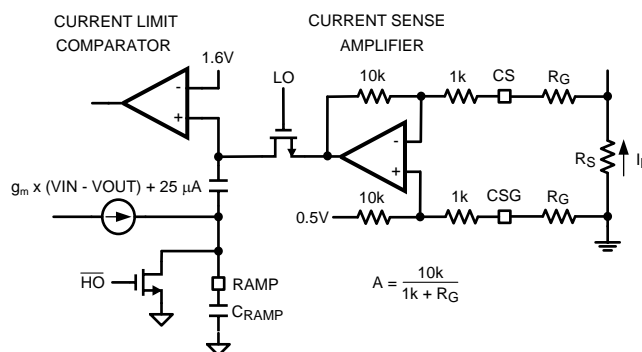 CURRENT LIMIT
COMPARATOR
CURRENT SENSE
AMPLIFIER
1.6V
LO
10k
1k
CS
RG
-
+
-
+
RS
gm x (VIN - VOUT) + 25 µA
10k
1k
CSG
RG
0.5V
HO
RAMP
CRAMP
A = 10k
1k + RG